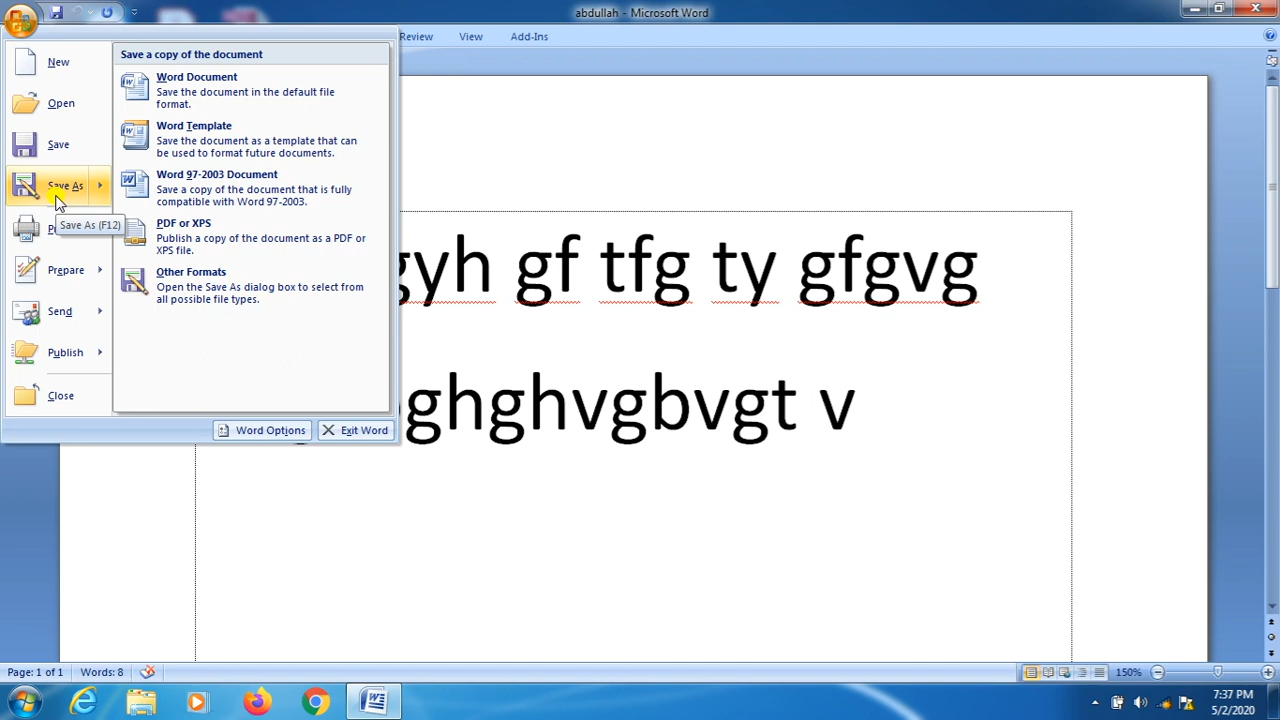 abdullah - Microsoft Word
Review View Add-Ins
New
Open
Save
Save As
Save As (F12)
Prepare
Send
Publish
Close
Save a copy of the document
Word Document
Save the document in the default file
format.
Word Template
Save the document as a template that can
be used to format future documents.
Word 97-2003 Document
Save a copy of the document that is fully
compatible with Word 97-2003.
PDF or XPS
Publish a copy of the document as a PDF or
XPS file.
Other Formats
Open the Save As dialog box to select from
all possible file types.
Word Options Exit Word
gyh gf tfg ty gfgvg
ghghvgbvgt v
Page: 1 of 1 Words: 8 150%
7:37 PM
5/2/2020